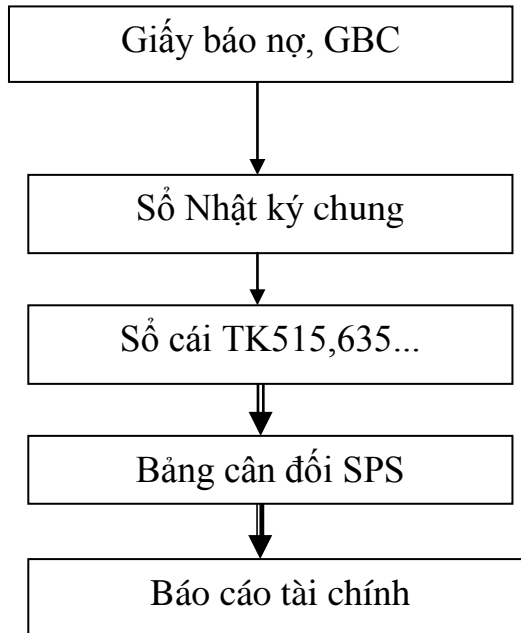 Giấy báo nợ, GBC
Sổ Nhật ký chung
Sổ cái TK515,635...
Bảng cân đối SPS
Báo cáo tài chính